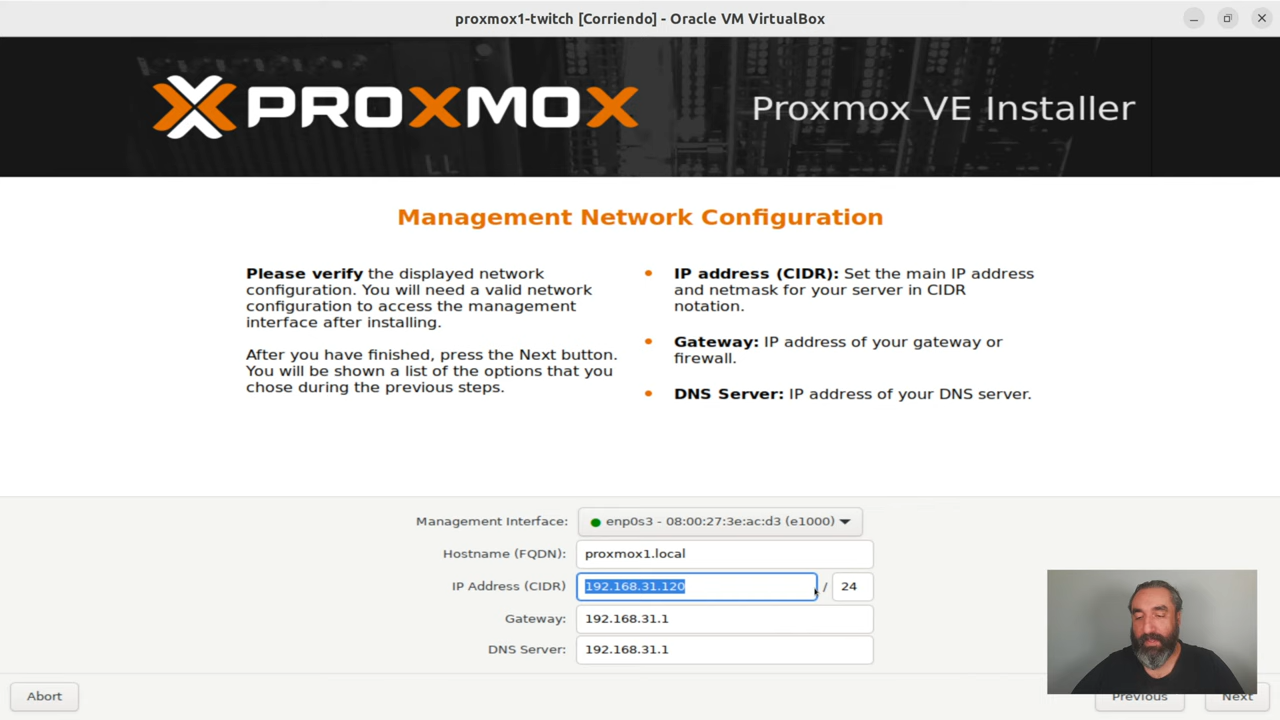 proxmox1-twitch [Corriendo] - Oracle VM VirtualBox
PROXMOX
Proxmox VE Installer
Management Network Configuration
Please verify the displayed network
configuration. You will need a valid network
configuration to access the management
interface after installing.
After you have finished, press the Next button.
You will be shown a list of the options that you
chose during the previous steps.
• IP address (CIDR): Set the main IP address
and netmask for your server in CIDR
notation.
• Gateway: IP address of your gateway or
firewall.
• DNS Server: IP address of your DNS server.
Management Interface: enp0s3 - 08:00:27:3e:ac:d3 (e1000)
Hostname (FQDN): proxmox1.local
IP Address (CIDR) 192.168.31.120 / 24
Gateway: 192.168.31.1
DNS Server: 192.168.31.1
Abort Previous Next